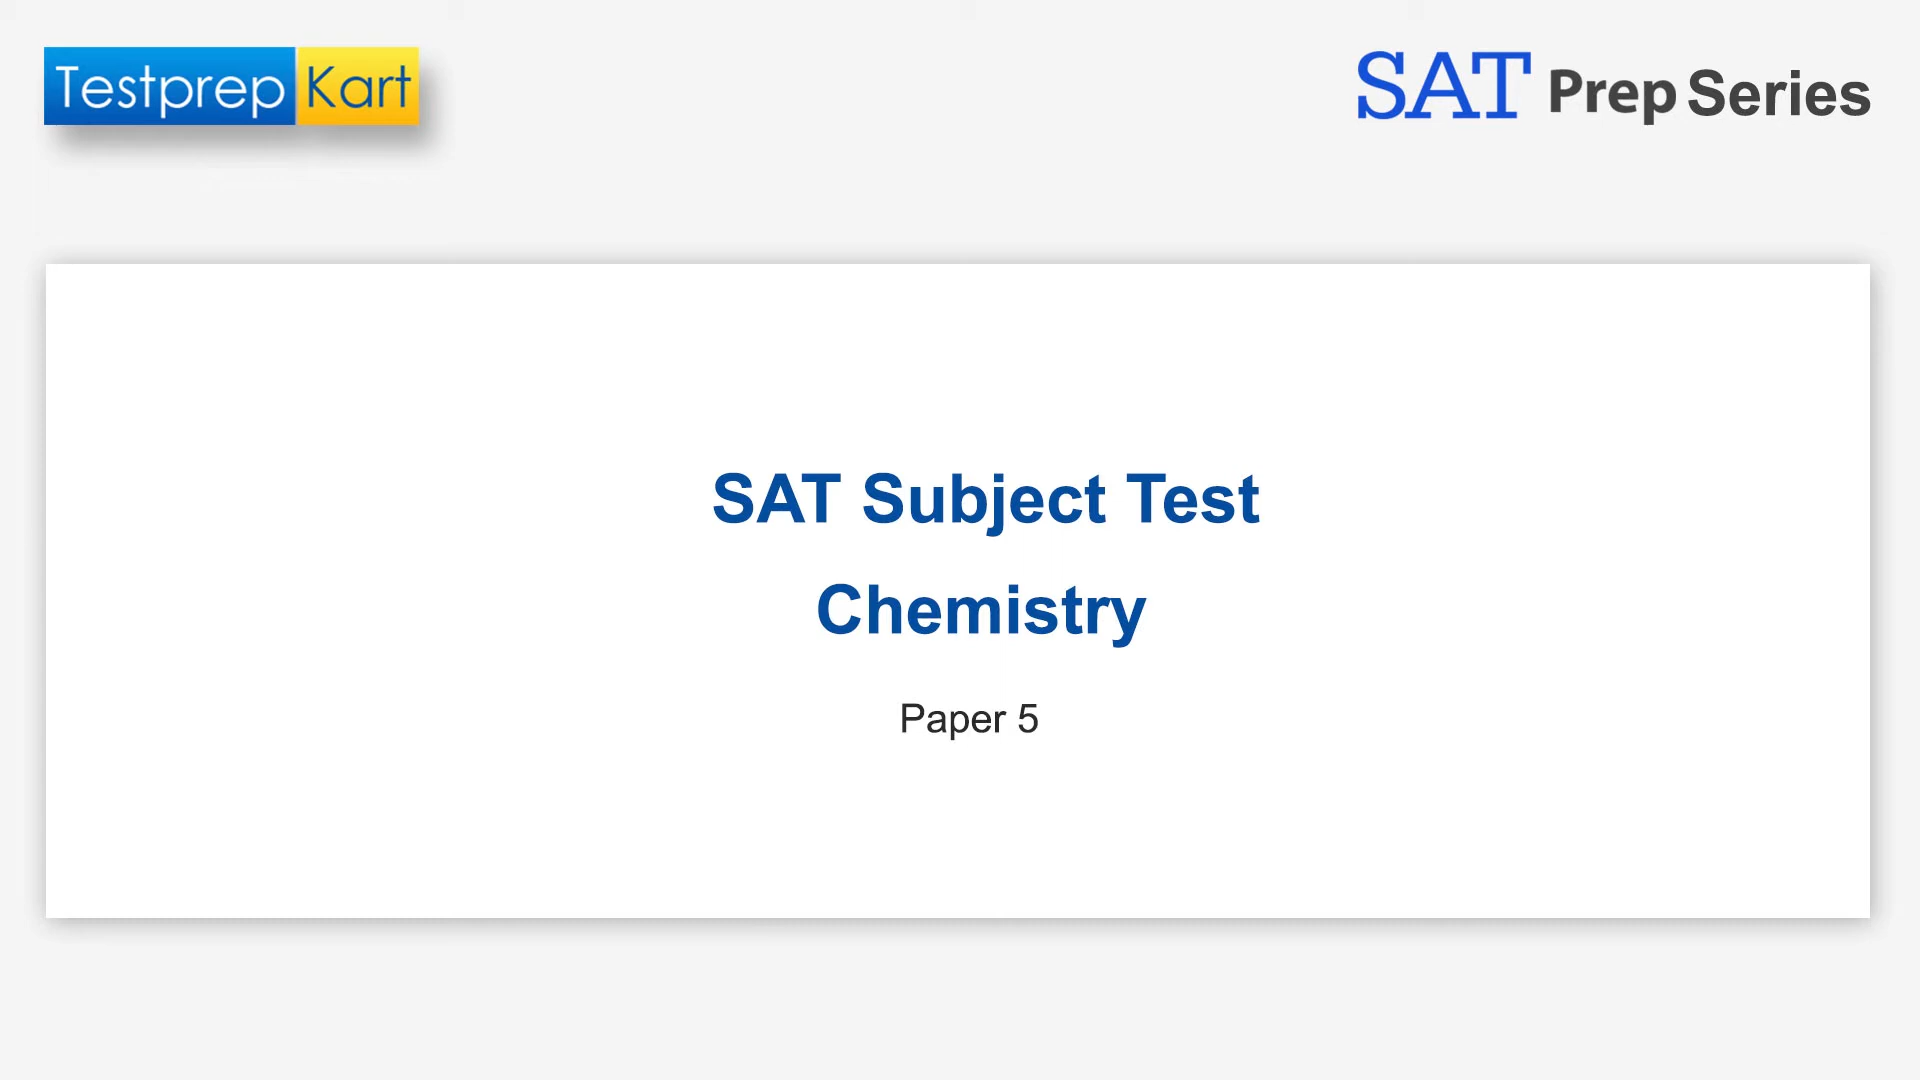 Testprep Kart
SAT Prep Series
SAT Subject Test
Chemistry
Paper 5